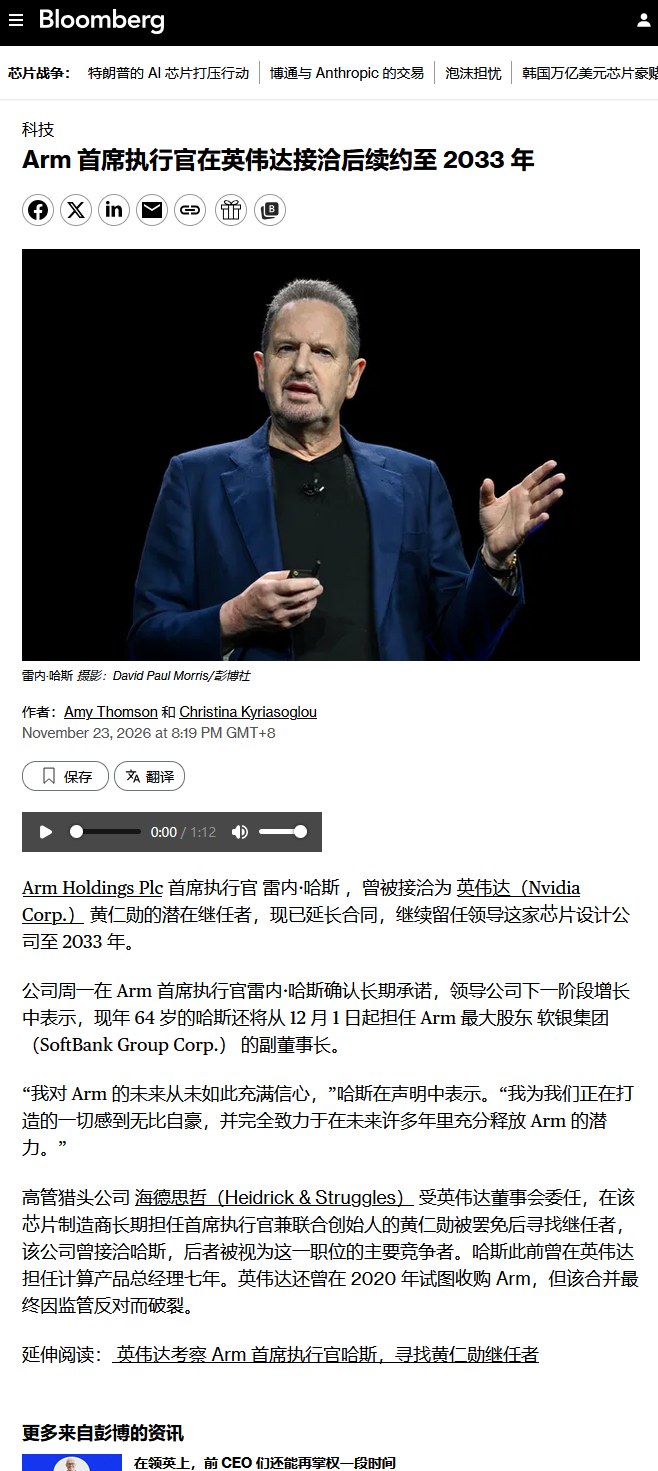 Bloomberg
芯片战争： 特朗普的 AI 芯片打压行动 博通与 Anthropic 的交易 泡沫担忧 韩国万亿美元芯片豪赌
科技
Arm 首席执行官在英伟达接洽后续约至 2033 年
雷内·哈斯 摄影：David Paul Morris/彭博社
作者：Amy Thomson 和 Christina Kyriasoglou
November 23, 2026 at 8:19 PM GMT+8
保存 翻译
0:00 / 1:12
Arm Holdings Plc 首席执行官 雷内·哈斯 ，曾被接洽为 英伟达（Nvidia
Corp.） 黄仁勋的潜在继任者，现已延长合同，继续留任领导这家芯片设计公
司至 2033 年。
公司周一在 Arm 首席执行官雷内·哈斯确认长期承诺，领导公司下一阶段增长
中表示，现年 64 岁的哈斯还将从 12 月 1 日起担任 Arm 最大股东 软银集团
（SoftBank Group Corp.） 的副董事长。
“我对 Arm 的未来从未如此充满信心，”哈斯在声明中表示。“我为我们正在打
造的一切感到无比自豪，并完全致力于在未来许多年里充分释放 Arm 的潜
力。”
高管猎头公司 海德思哲（Heidrick & Struggles） 受英伟达董事会委任，在该
芯片制造商长期担任首席执行官兼联合创始人的黄仁勋被罢免后寻找继任者，
该公司曾接洽哈斯，后者被视为这一职位的主要竞争者。哈斯此前曾在英伟达
担任计算产品总经理七年。英伟达还曾在 2020 年试图收购 Arm，但该合并最
终因监管反对而破裂。
延伸阅读： 英伟达考察 Arm 首席执行官哈斯，寻找黄仁勋继任者
更多来自彭博的资讯
在领英上，前 CEO 们还能再掌权一段时间